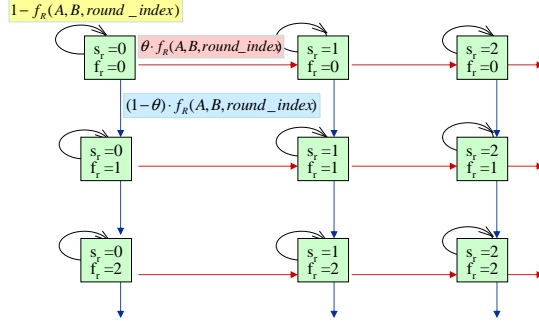 1−f_R(A,B,round_index)
s_r=0
f_r=0
θ·f_R(A,B,round_index)
s_r=1
f_r=0
s_r=2
f_r=0
(1−θ)·f_R(A,B,round_index)
s_r=0
f_r=1
s_r=1
f_r=1
s_r=2
f_r=1
s_r=0
f_r=2
s_r=1
f_r=2
s_r=2
f_r=2